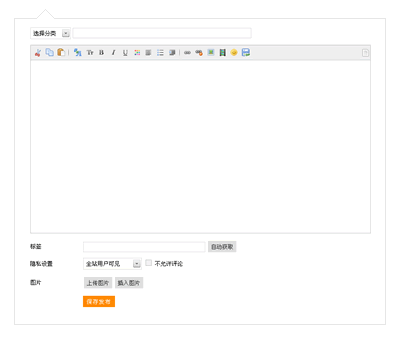 选择分类
Tr B I U
标签 自动获取
隐私设置 全站用户可见 不允许评论
图片 上传图片 插入图片
保存发布